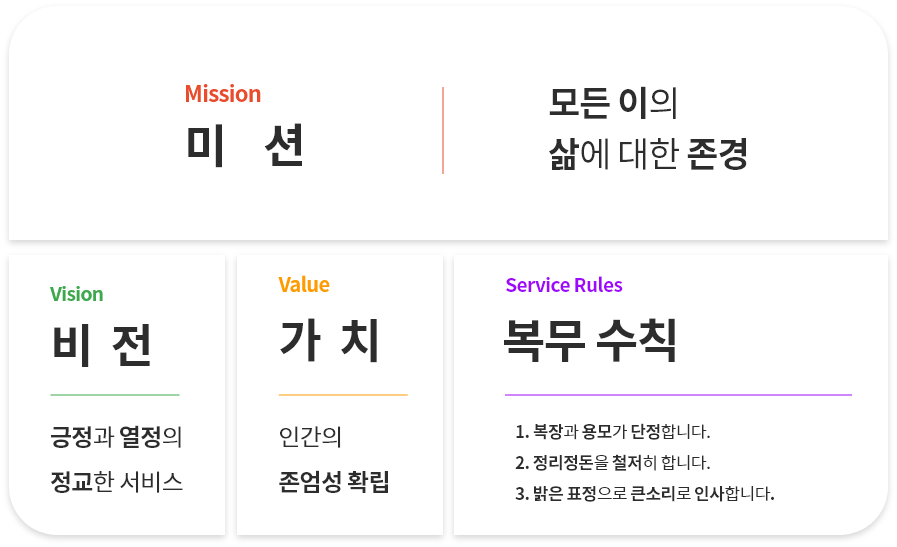 Mission
미 션
모든 이의
삶에 대한 존경
Vision
비 전
긍정과 열정의
정교한 서비스
Value
가 치
인간의
존엄성 확립
Service Rules
복무 수칙
1. 복장과 용모가 단정합니다.
2. 정리정돈을 철저히 합니다.
3. 밝은 표정으로 큰소리로 인사합니다.